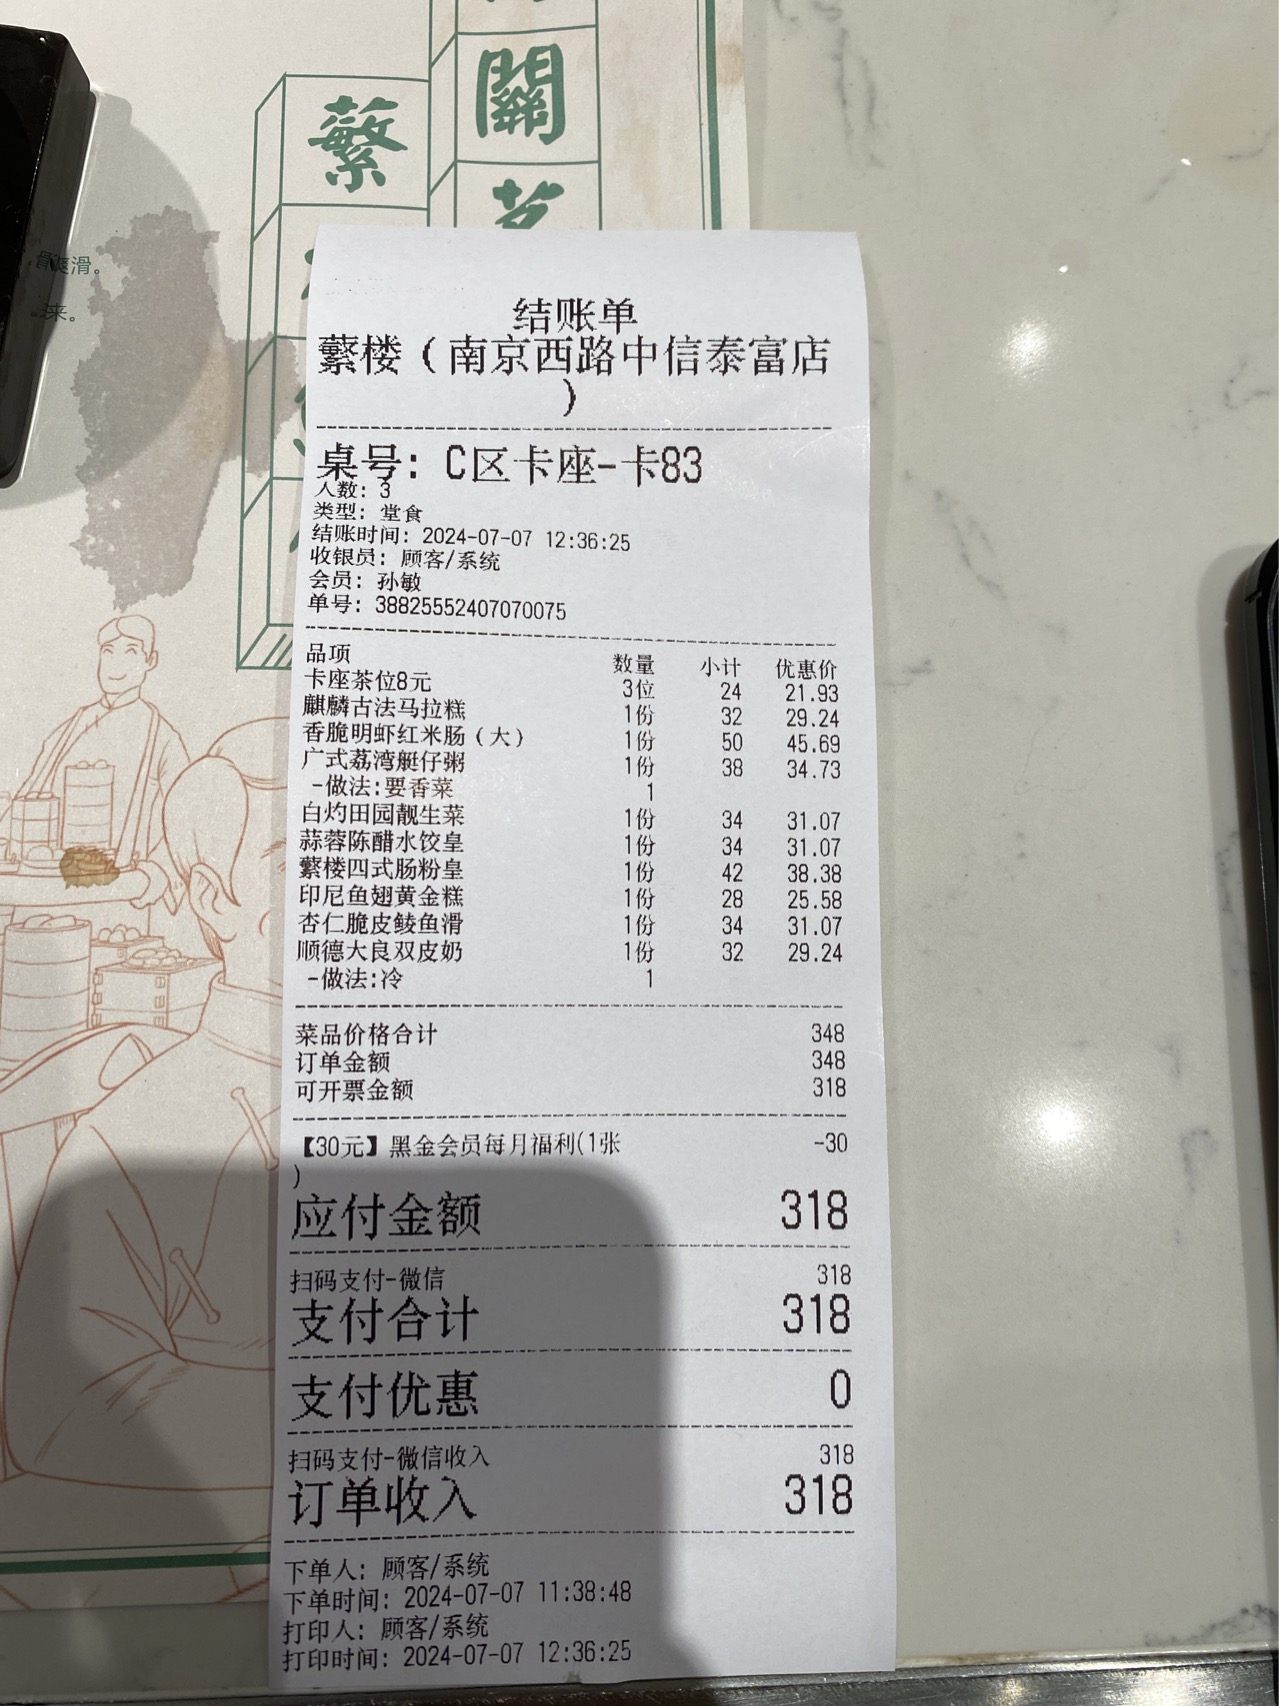 關
蘩
茗
骨爽滑。
来。
结账单
蘩楼（南京西路中信泰富店
）
桌号: C区卡座-卡83
人数: 3
类型: 堂食
结账时间: 2024-07-07 12:36:25
收银员: 顾客/系统
会员: 孙敏
单号: 38825552407070075
品项 数量 小计 优惠价
卡座茶位8元 3位 24 21.93
麒麟古法马拉糕 1份 32 29.24
香脆明虾红米肠（大） 1份 50 45.69
广式荔湾艇仔粥 1份 38 34.73
-做法:要香菜 1
白灼田园靓生菜 1份 34 31.07
蒜蓉陈醋水饺皇 1份 34 31.07
蘩楼四式肠粉皇 1份 42 38.38
印尼鱼翅黄金糕 1份 28 25.58
杏仁脆皮鲮鱼滑 1份 34 31.07
顺德大良双皮奶 1份 32 29.24
-做法:冷 1
菜品价格合计 348
订单金额 348
可开票金额 318
【30元】黑金会员每月福利(1张 -30
)
应付金额 318
扫码支付-微信 318
支付合计 318
支付优惠 0
扫码支付-微信收入 318
订单收入 318
下单人: 顾客/系统
下单时间: 2024-07-07 11:38:48
打印人: 顾客/系统
打印时间: 2024-07-07 12:36:25